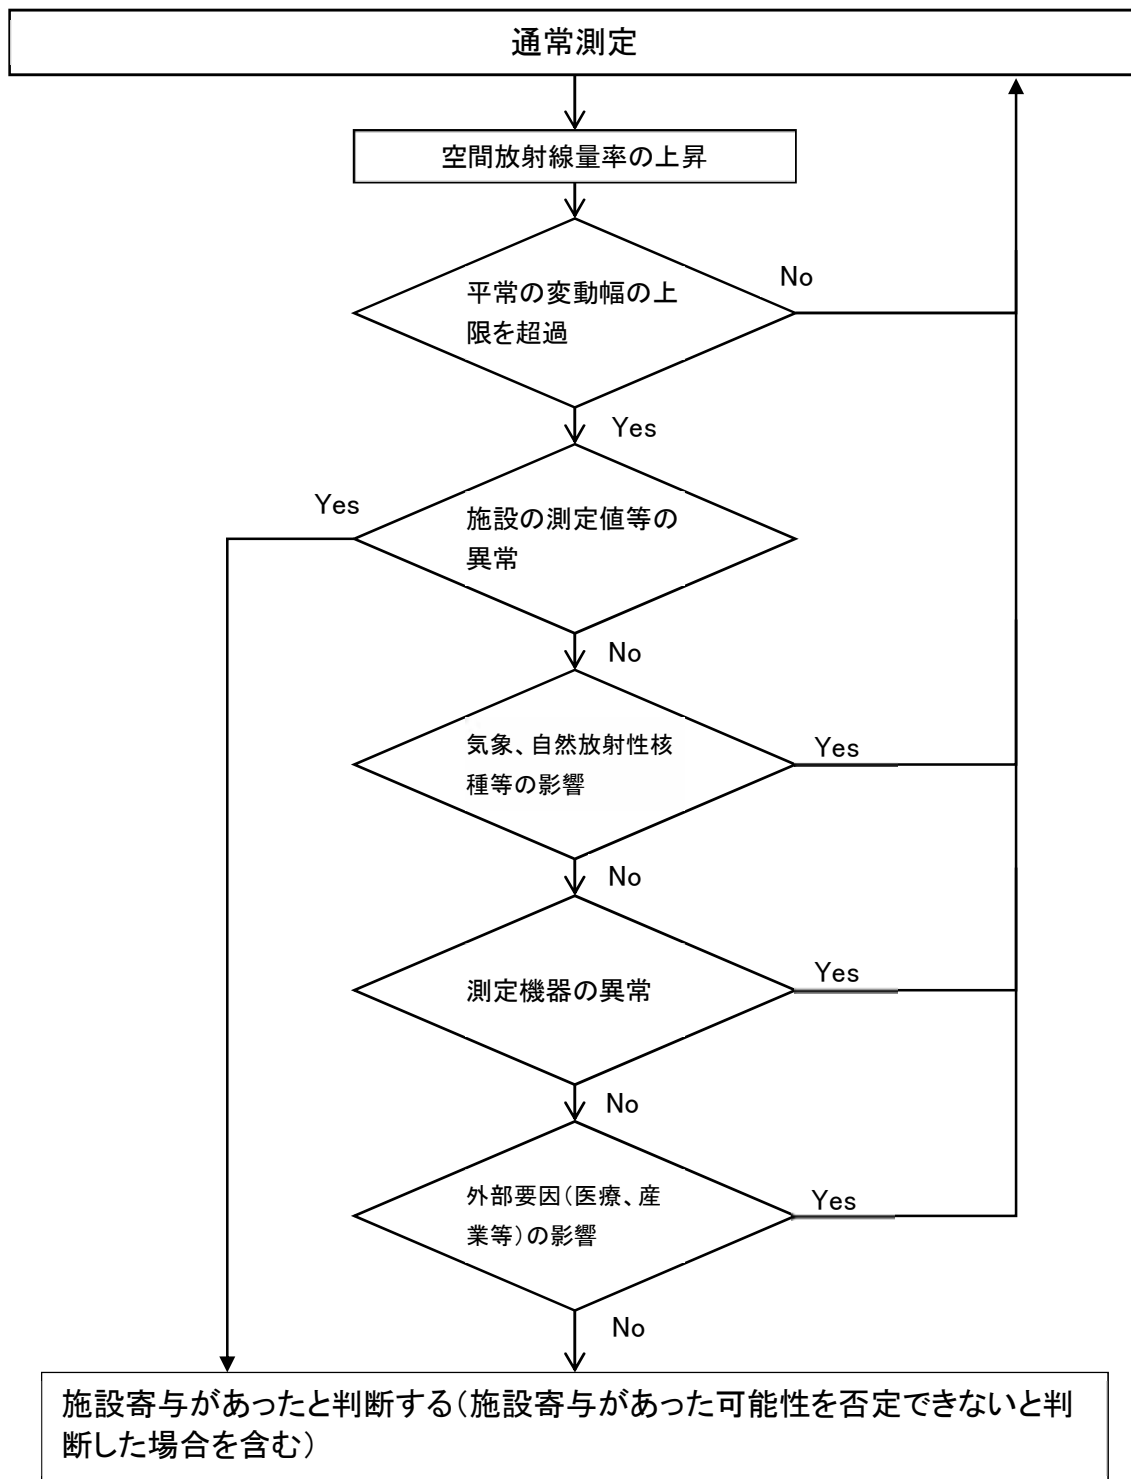 通常測定
空間放射線量率の上昇
平常の変動幅の上
限を超過
No
Yes
施設の測定値等の
異常
Yes
No
気象、自然放射性核
種等の影響
Yes
No
測定機器の異常
Yes
No
外部要因(医療、産
業等)の影響
Yes
No
施設寄与があったと判断する(施設寄与があった可能性を否定できないと判
断した場合を含む)